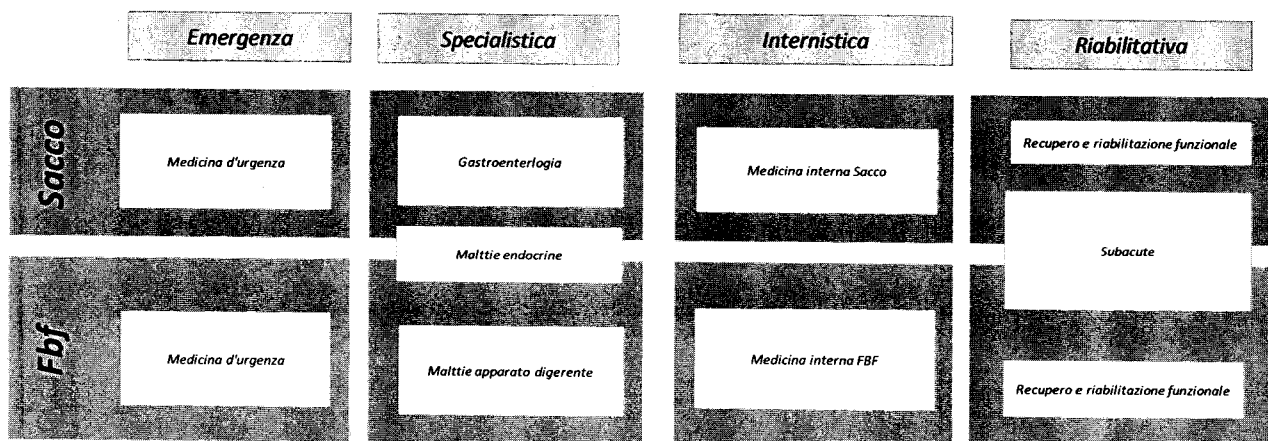 Emergenza
Specialistica
Internistica
Riabilitativa
Sacco
Medicina d'urgenza
Gastroenterlogia
Medicina interna Sacco
Recupero e riabilitazione funzionale
Malttie endocrine
Subacute
Fbf
Medicina d'urgenza
Malttie apparato digerente
Medicina interna FBF
Recupero e riabilitazione funzionale